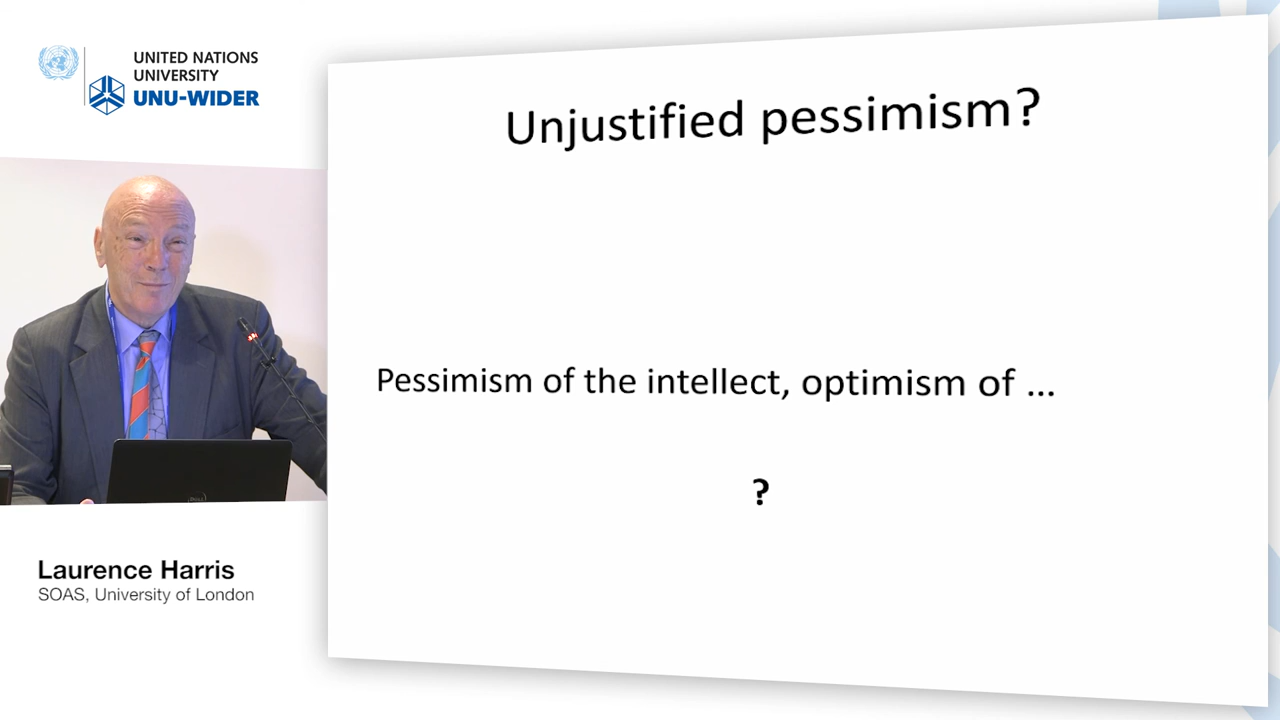 UNITED NATIONS
UNIVERSITY
UNU-WIDER
Unjustified pessimism?
Pessimism of the intellect, optimism of ...
?
Laurence Harris
SOAS, University of London
DELL